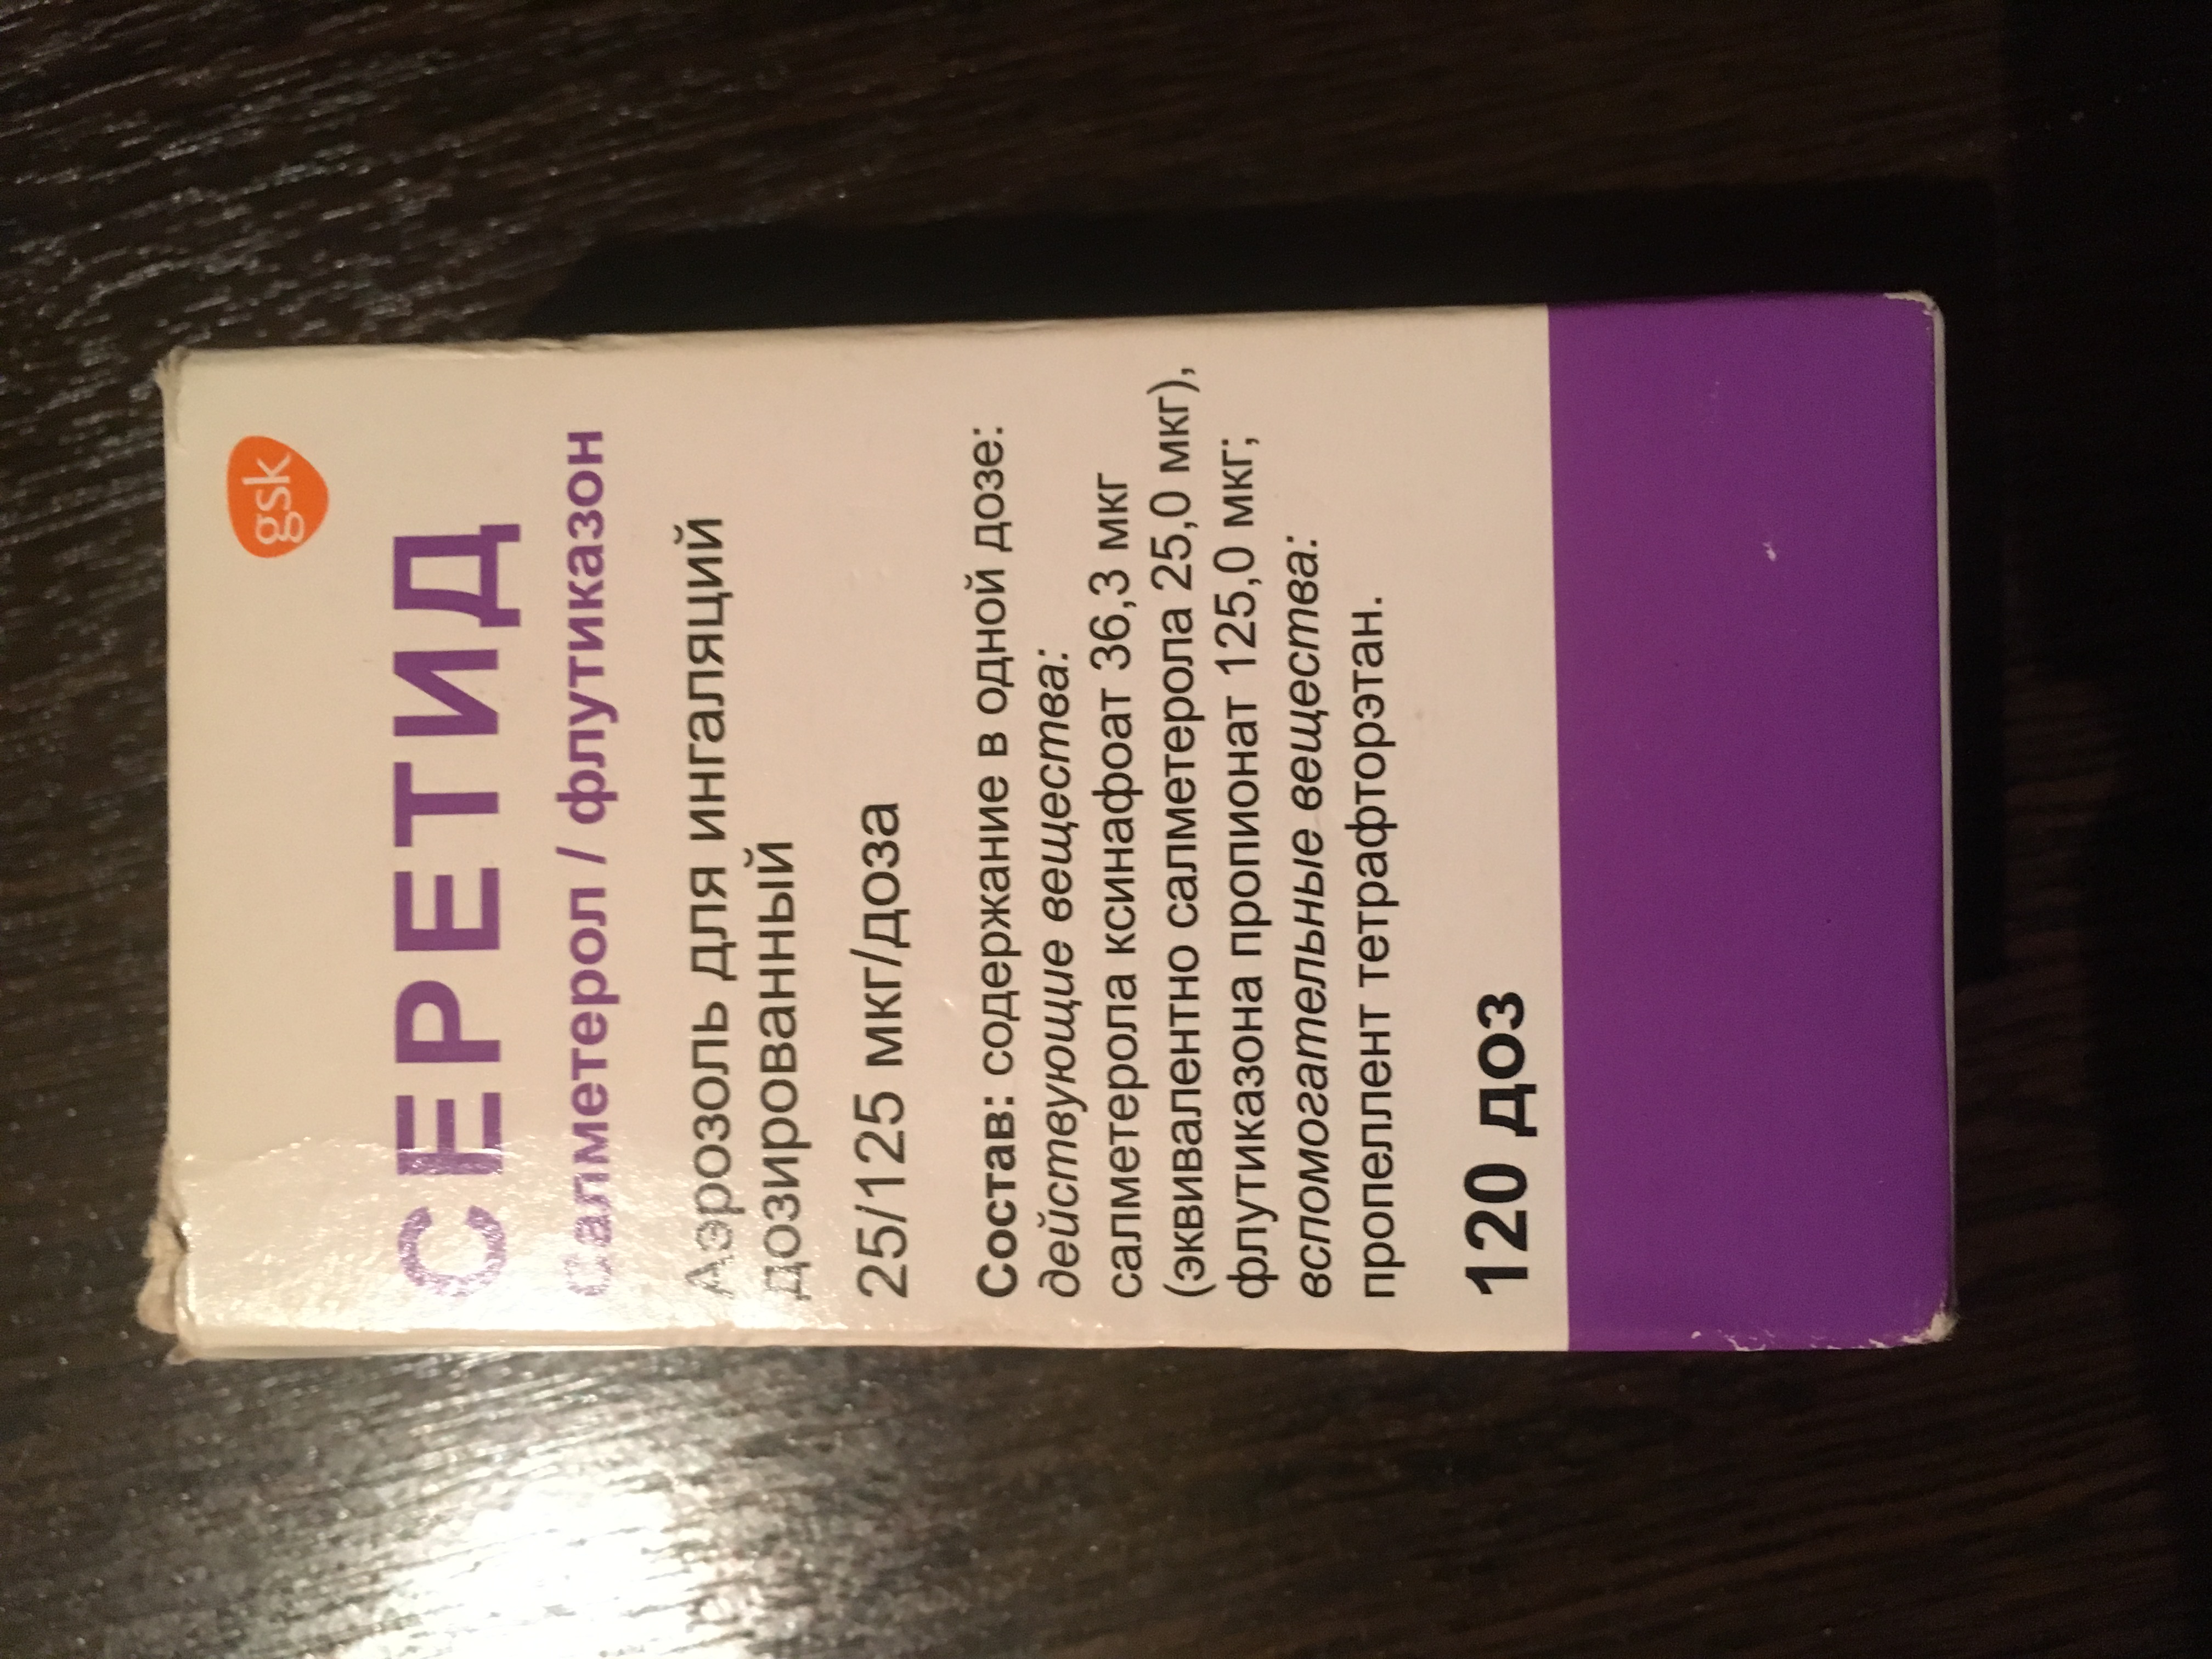 gsk
СЕРЕТИД
Салметерол / флутиказон
Аэрозоль для ингаляций
дозированный
25/125 мкг/доза
Состав: содержание в одной дозе:
действующие вещества:
салметерола ксинафоат 36,3 мкг
(эквивалентно салметерола 25,0 мкг),
флутиказона пропионат 125,0 мкг;
вспомогательные вещества:
пропеллент тетрафторэтан.
120 доз